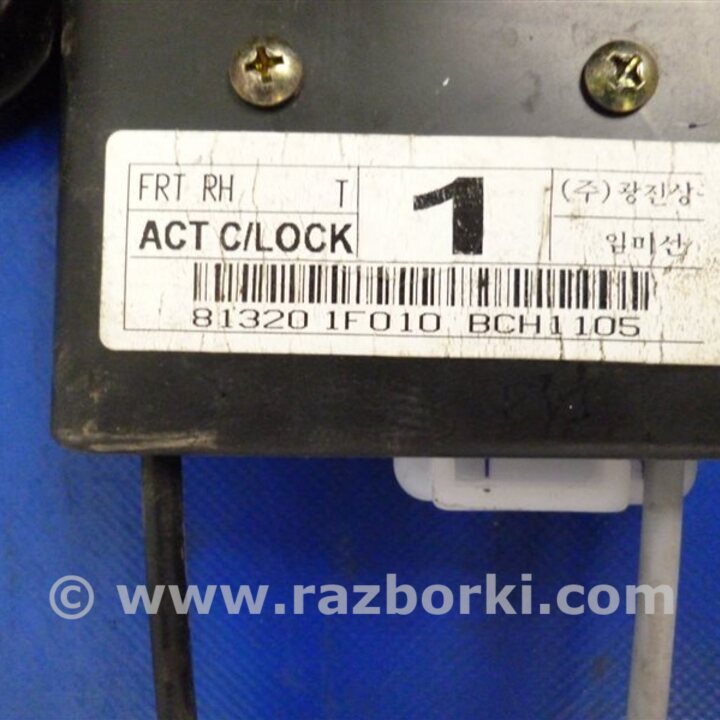 FRT RH T
ACT C/LOCK
1
(주)광진상
임미선
81320 1F010 BCH1105
© www.razborki.com